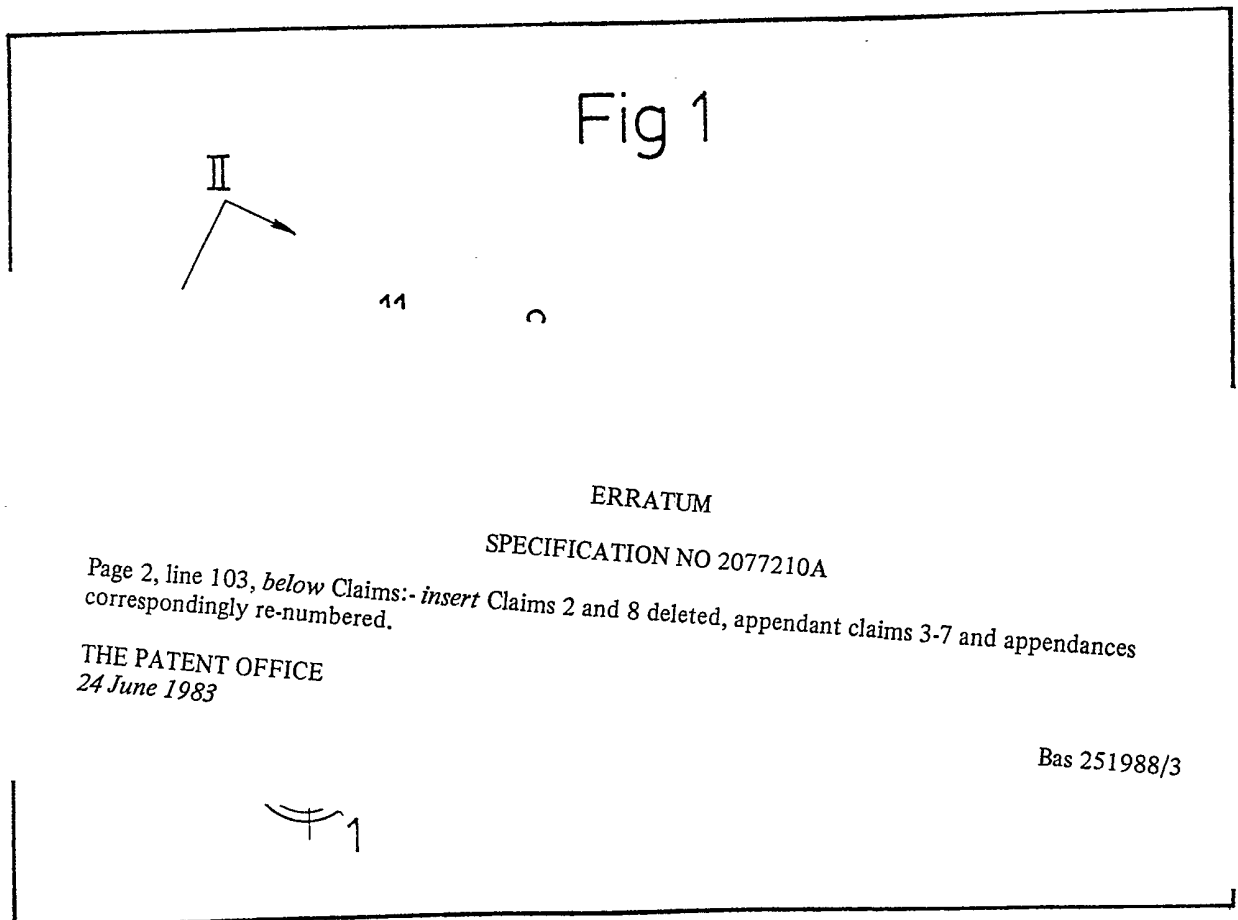 Fig 1
II
11
ERRATUM
SPECIFICATION NO 2077210A
Page 2, line 103, below Claims:- insert Claims 2 and 8 deleted, appendant claims 3-7 and appendances
correspondingly re-numbered.
THE PATENT OFFICE
24 June 1983
Bas 251988/3
1